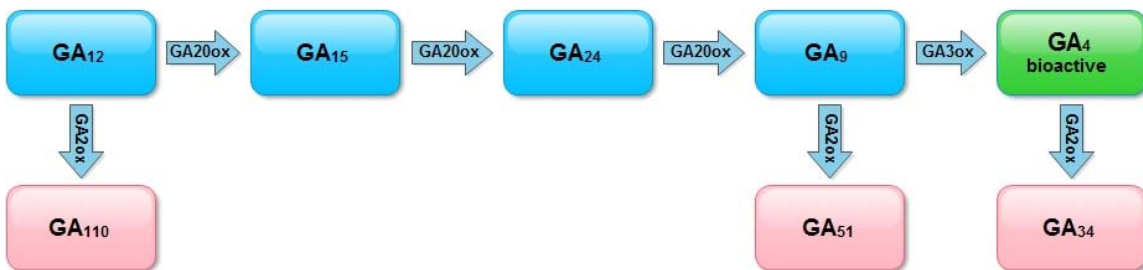 GA12 GA20ox GA15 GA20ox GA24 GA20ox GA9 GA3ox GA4
bioactive
GA2ox GA2ox GA2ox
GA110 GA51 GA34